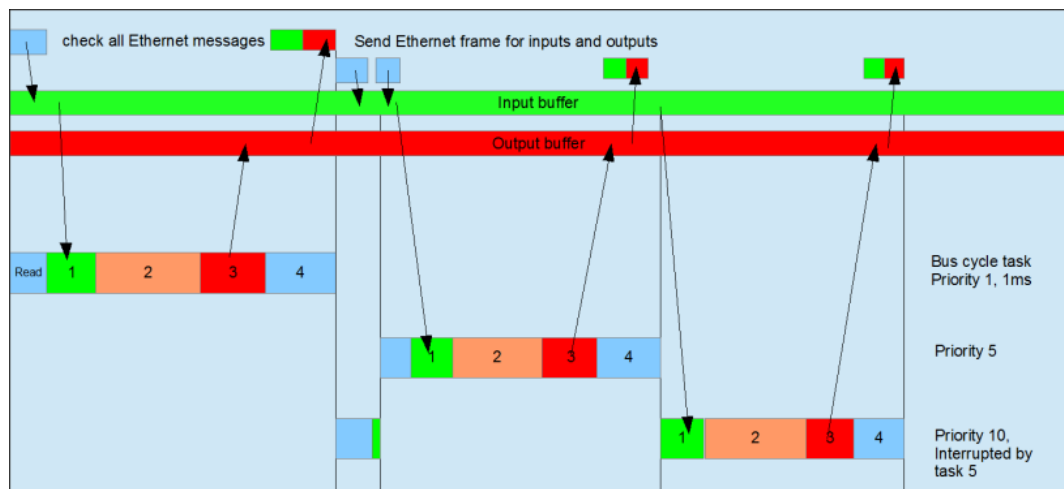 check all Ethernet messages
Send Ethernet frame for inputs and outputs
Input buffer
Output buffer
Read
1
2
3
4
Bus cycle task
Priority 1, 1ms
1
2
3
4
Priority 5
1
2
3
4
Priority 10,
Interrupted by
task 5